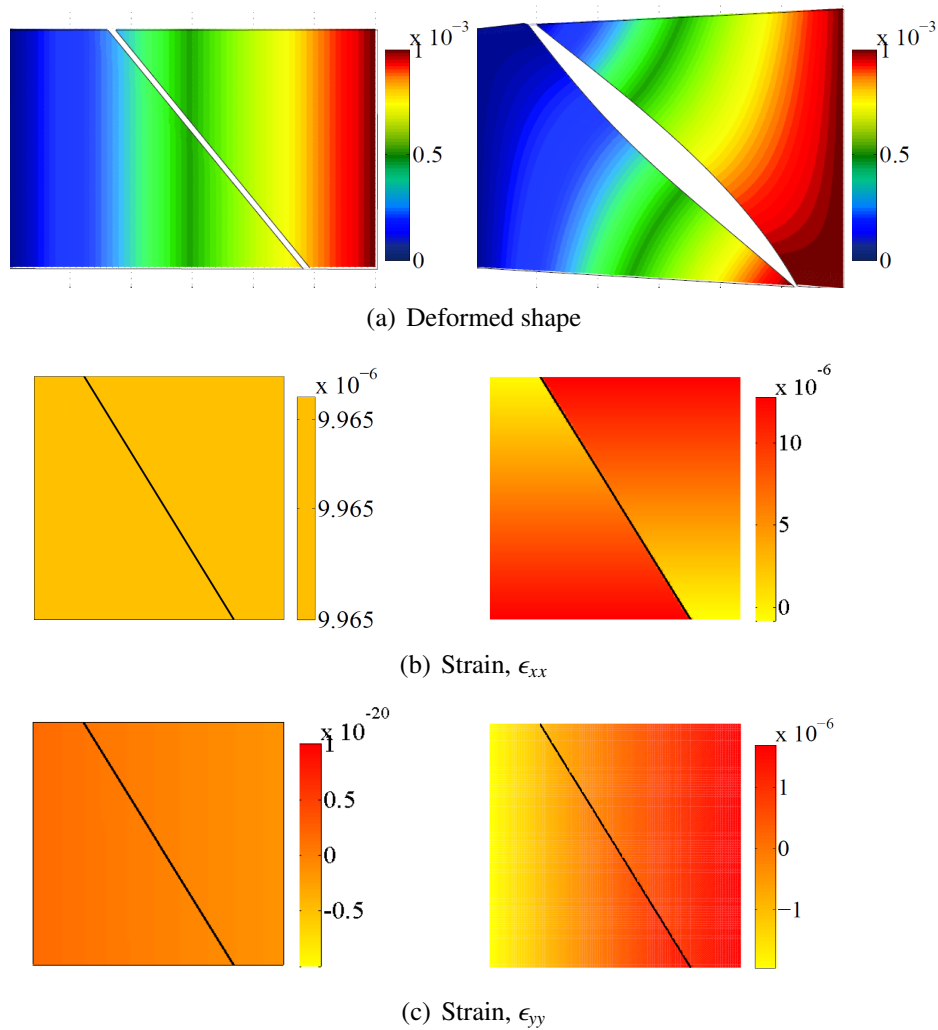 x 10⁻³
1
0.5
0
x 10⁻³
1
0.5
0
(a) Deformed shape
x 10⁻⁶
9.965
9.965
9.965
x 10⁻⁶
10
5
0
(b) Strain, ϵxx
x 10⁻²⁰
1
0.5
0
-0.5
x 10⁻⁶
1
0
−1
(c) Strain, ϵyy